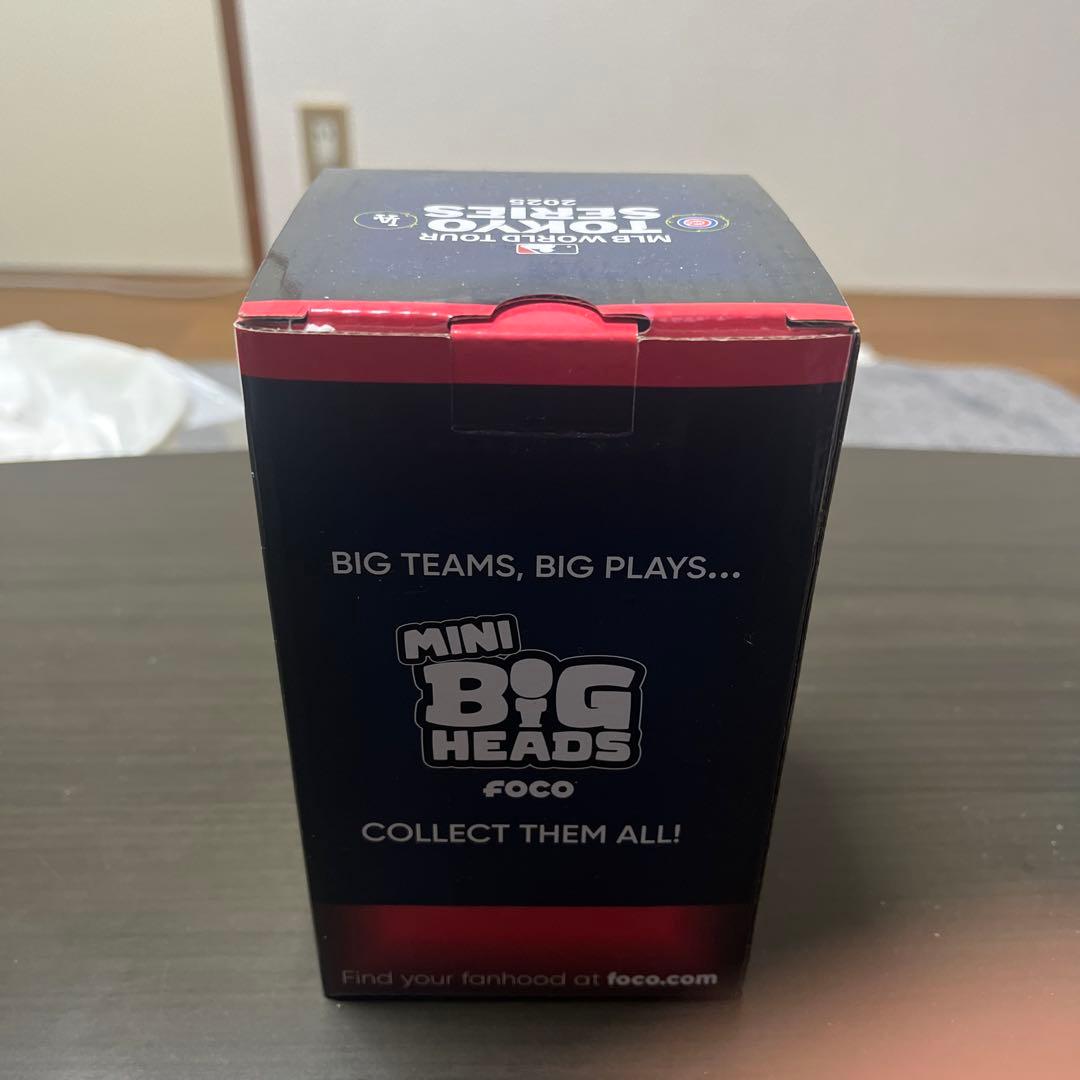 MLB WORLD TOUR
TOKYO
SERIES
2025
LA
BIG TEAMS, BIG PLAYS...
MINI
BIG
HEADS
FOCO
COLLECT THEM ALL!
Find your fanhood at foco.com